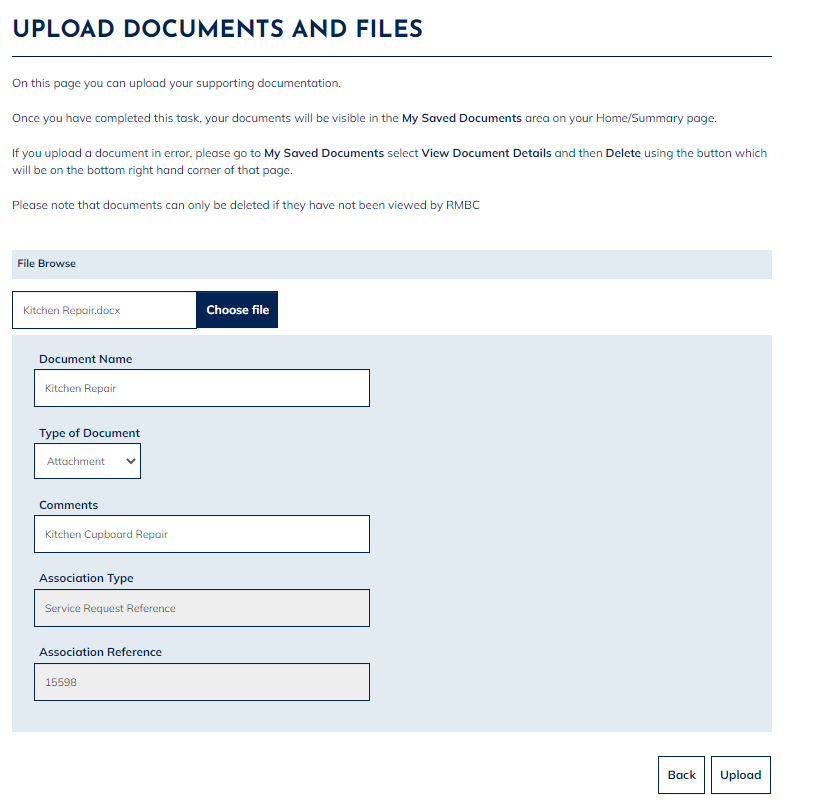 UPLOAD DOCUMENTS AND FILES
On this page you can upload your supporting documentation.
Once you have completed this task, your documents will be visible in the My Saved Documents area on your Home/Summary page.
If you upload a document in error, please go to My Saved Documents select View Document Details and then Delete using the button which
will be on the bottom right hand corner of that page.
Please note that documents can only be deleted if they have not been viewed by RMBC
File Browse
Kitchen Repair.docx Choose file
Document Name
Kitchen Repair
Type of Document
Attachment
Comments
Kitchen Cupboard Repair
Association Type
Service Request Reference
Association Reference
15598
Back Upload